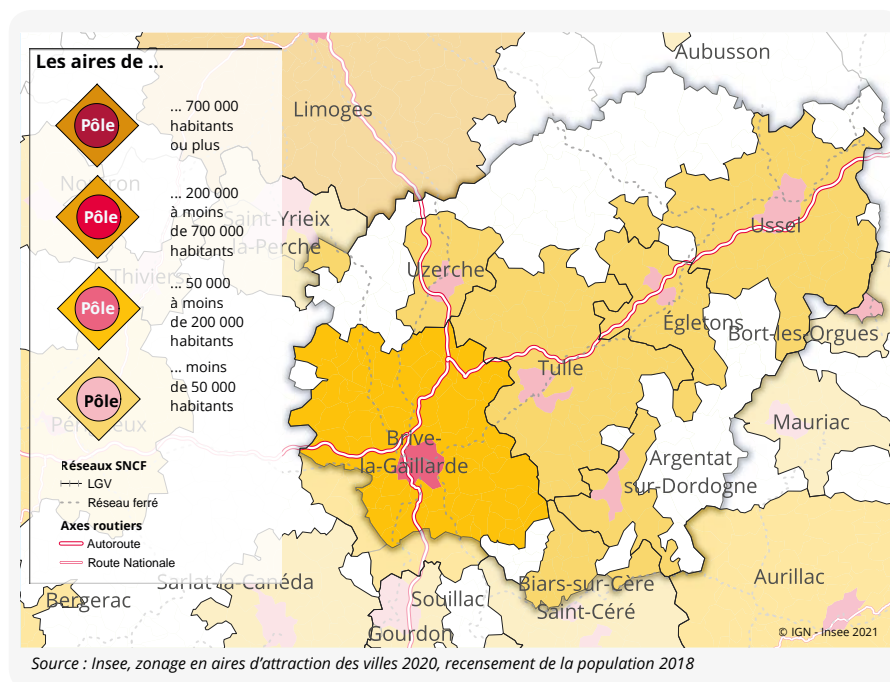 Les aires de ...
Pôle
... 700 000
habitants
ou plus
Pôle
... 200 000
à moins
de 700 000
habitants
Pôle
... 50 000
à moins
de 200 000
habitants
Pôle
... moins
de 50 000
habitants
Réseaux SNCF
LGV
Réseau ferré
Axes routiers
Autoroute
Route Nationale
Aubusson
Limoges
Saint-Yrieix
la-Perche
Thiviers
Ussel
Uzerche
Égletons
Bort-les-Orgues
Tulle
Mauriac
Brive-
la-Gaillarde
Argentat
sur-Dordogne
Sarlat-la-Canéda
Bergerac
Souillac
Gourdon
Biars-sur-Cère
Saint-Céré
Aurillac
© IGN - Insee 2021
Source : Insee, zonage en aires d’attraction des villes 2020, recensement de la population 2018